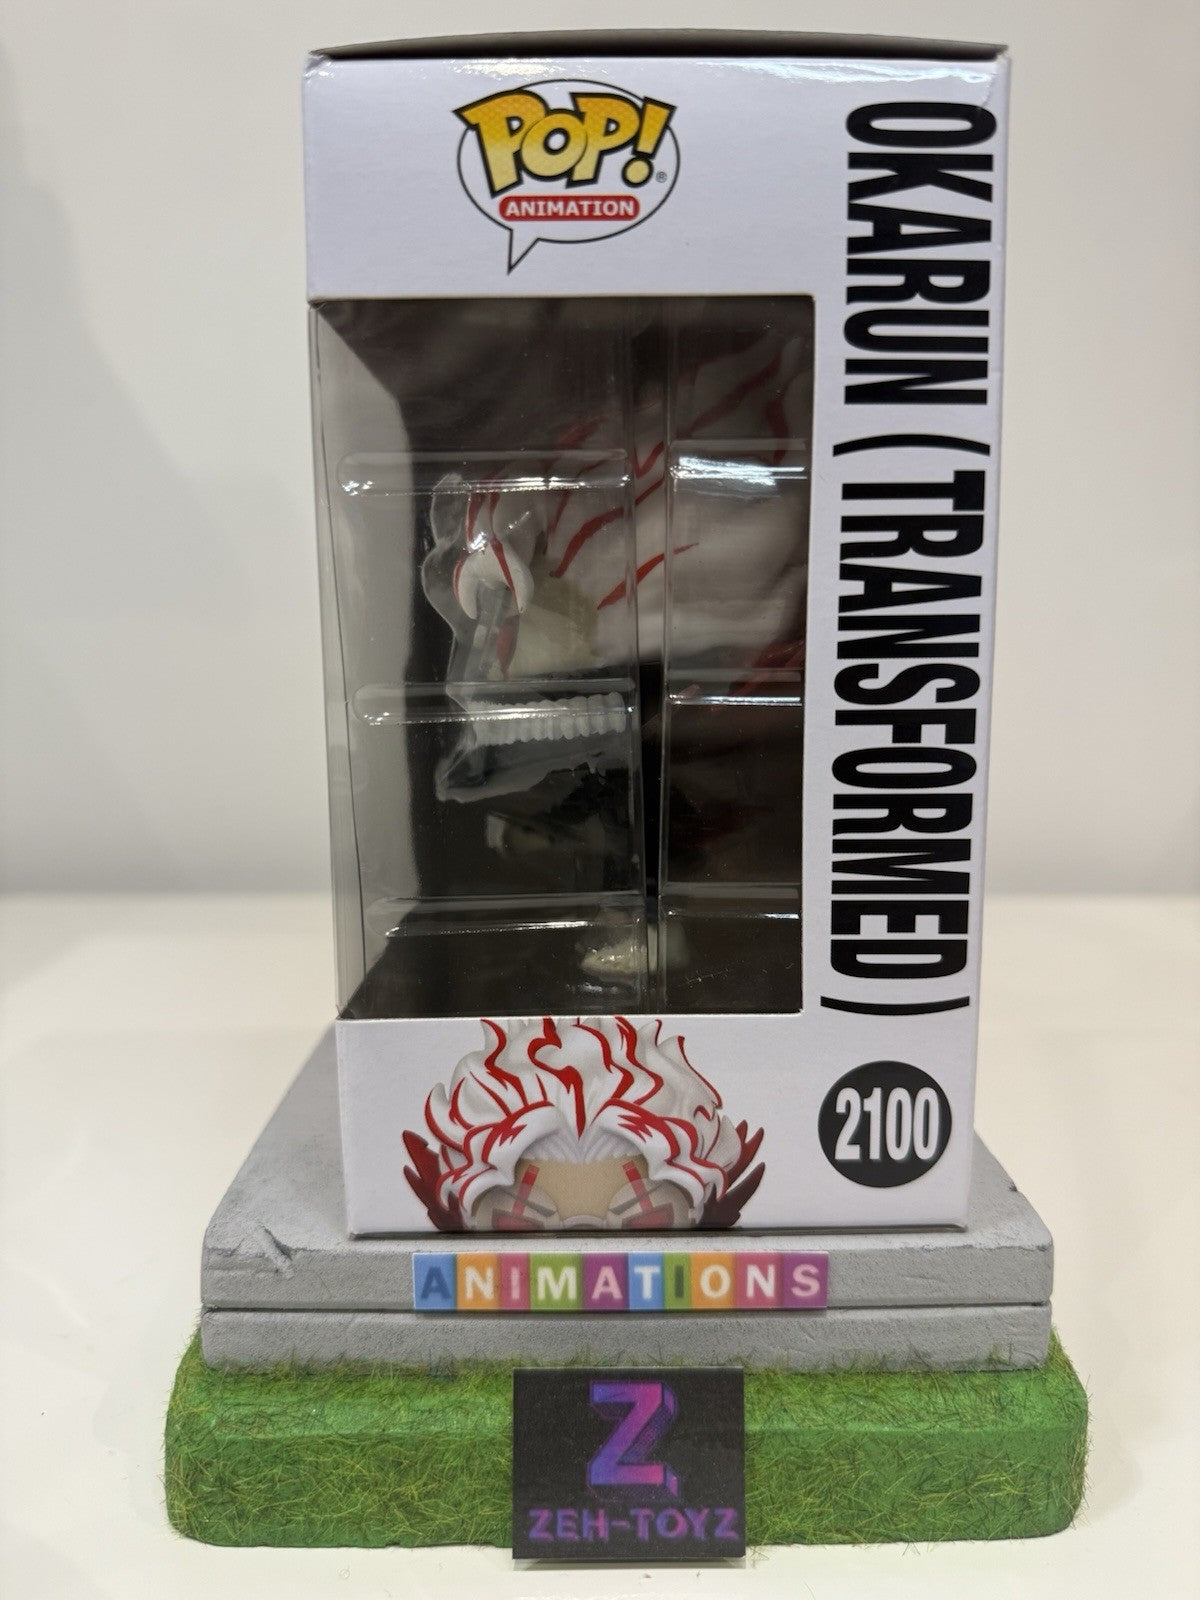 POP!®
ANIMATION
OKARUN (TRANSFORMED)
2100
ANIMATIONS
Z
ZEH-TOYZ